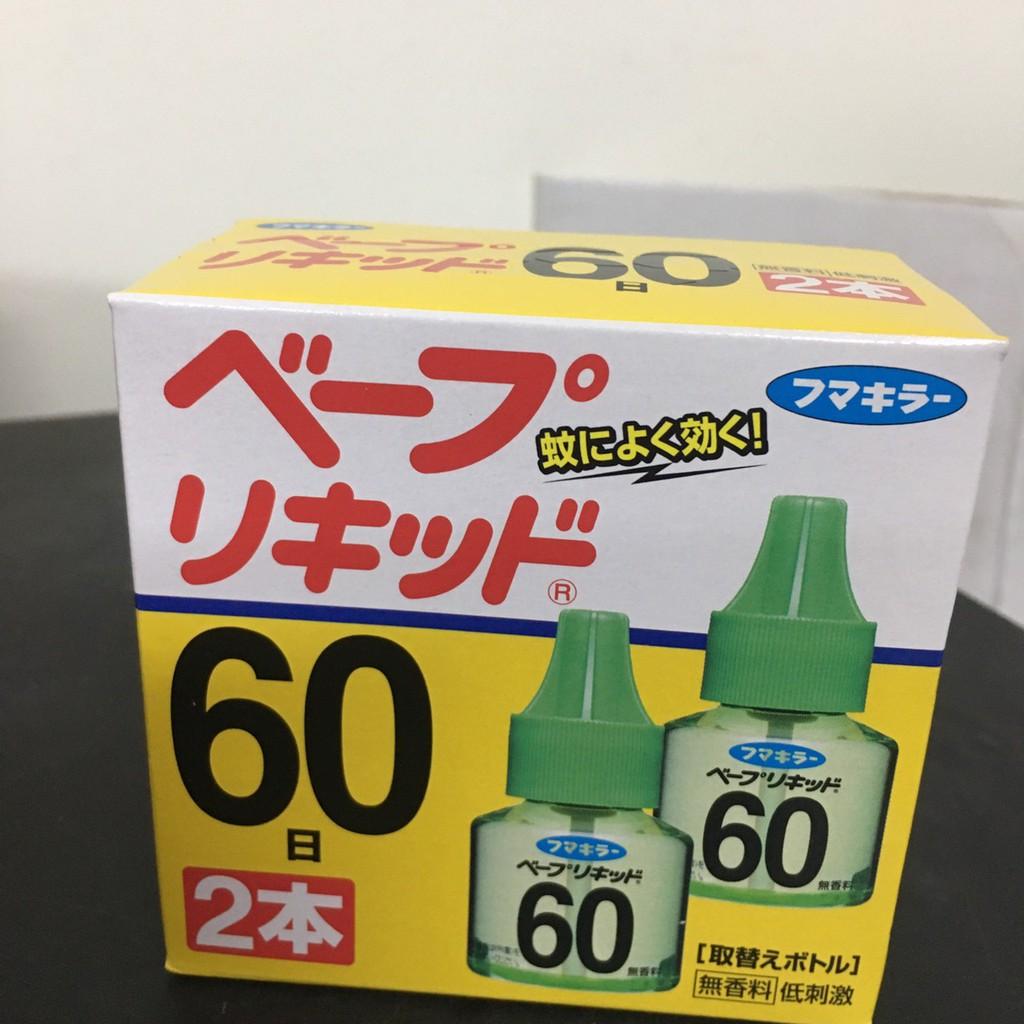 フマキラー
ベープ
リキッド®
60日
無香料 低刺激
2本
ベープ
リキッド®
蚊によく効く!
フマキラー
60
日
2本
フマキラー
ベープリキッド®
60
無香料
フマキラー
ベープリキッド®
60
無香料
[取替えボトル]
無香料 低刺激